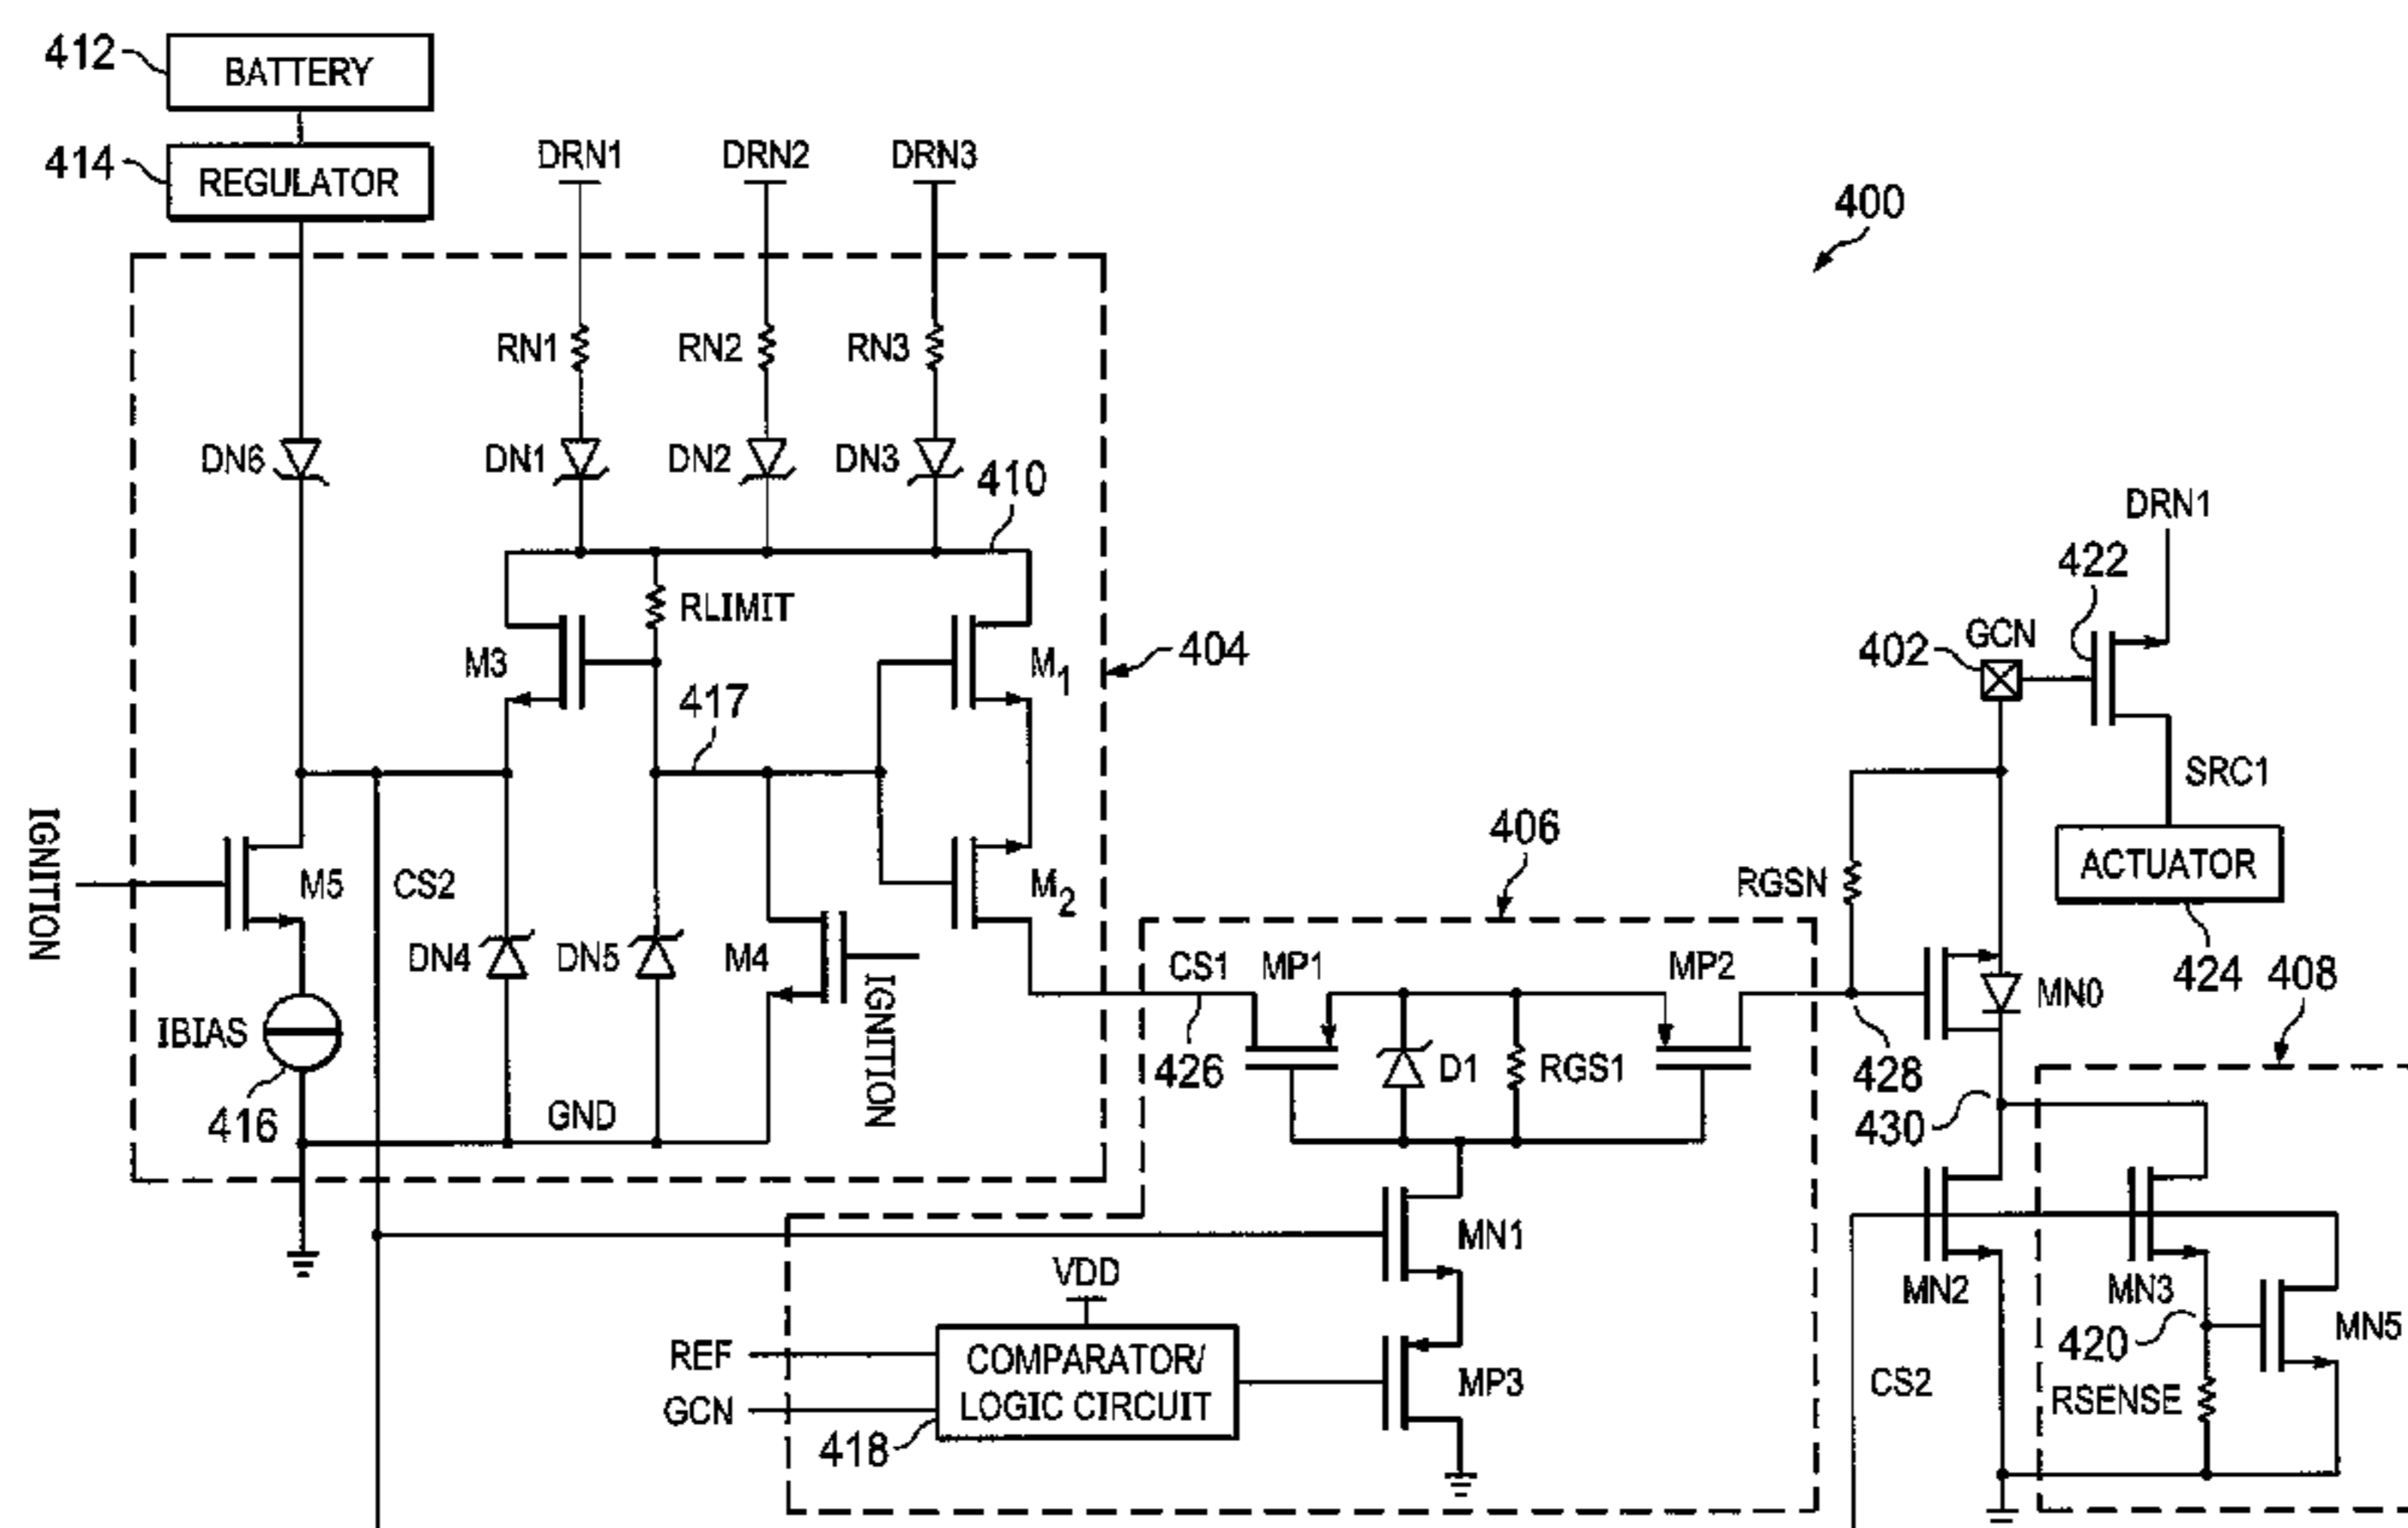 412
BATTERY
414
REGULATOR
DRN1
DRN2
DRN3
400
RN1
RN2
RN3
DN6
DN1
DN2
DN3
410
DRN1
422
RLIMIT
M3
M1
404
402
GCN
417
SRC1
IGNITION
M5
CS2
406
RGSN
ACTUATOR
M2
DN4
DN5
M4
IGNITION
CS1
MP1
MP2
424
408
MN0
IBIAS
426
D1
RGS1
428
416
GND
430
MN1
VDD
MN2
MN3
REF
COMPARATOR/
LOGIC CIRCUIT
GCN
418
MP3
420
MN5
CS2
RSENSE